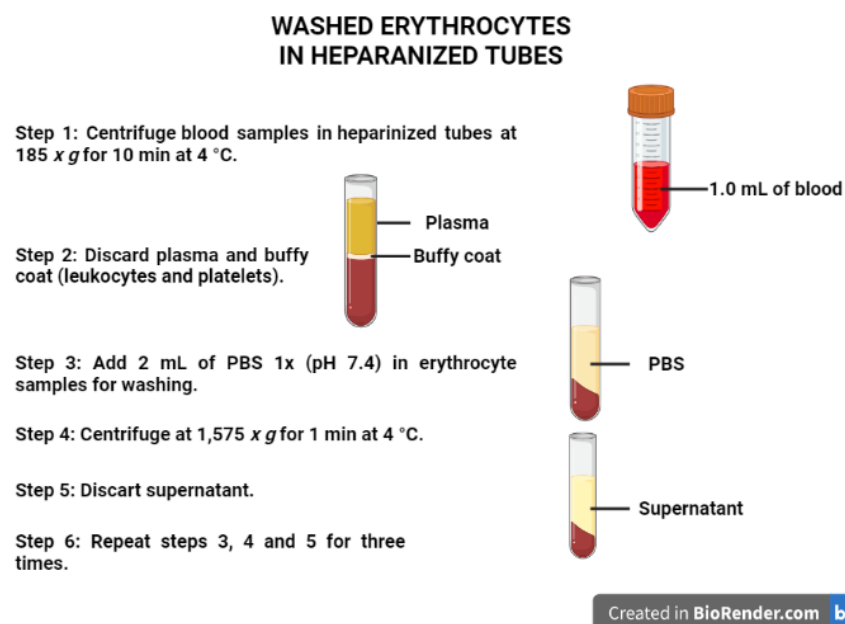 WASHED ERYTHROCYTES
IN HEPARANIZED TUBES
Step 1: Centrifuge blood samples in heparinized tubes at
185 x g for 10 min at 4 °C.
1.0 mL of blood
Plasma
Step 2: Discard plasma and buffy
coat (leukocytes and platelets).
Buffy coat
Step 3: Add 2 mL of PBS 1x (pH 7.4) in erythrocyte
samples for washing.
PBS
Step 4: Centrifuge at 1,575 x g for 1 min at 4 °C.
Step 5: Discart supernatant.
Supernatant
Step 6: Repeat steps 3, 4 and 5 for three
times.
Created in BioRender.com b